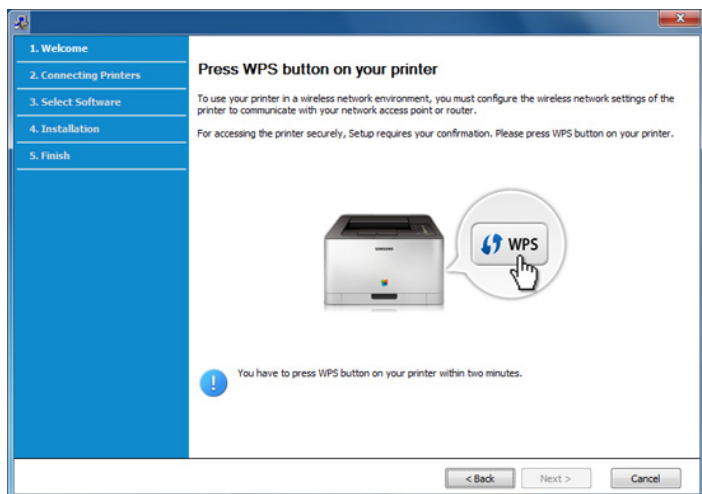 1. Welcome
2. Connecting Printers
3. Select Software
4. Installation
5. Finish
Press WPS button on your printer
To use your printer in a wireless network environment, you must configure the wireless network settings of the
printer to communicate with your network access point or router.
For accessing the printer securely, Setup requires your confirmation. Please press WPS button on your printer.
SAMSUNG
WPS
You have to press WPS button on your printer within two minutes.
< Back
Next >
Cancel